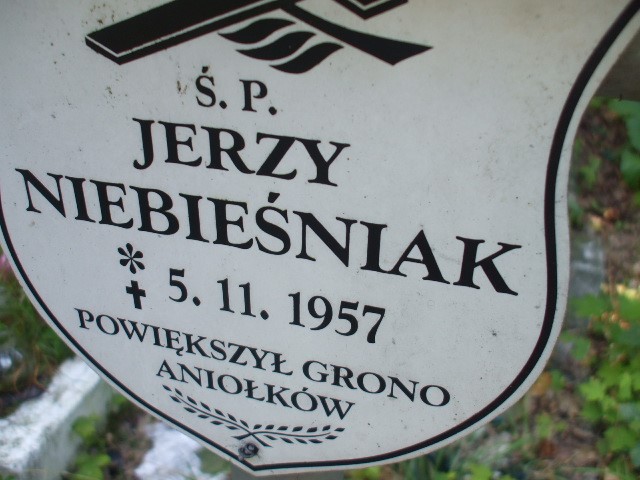 Ś. P.
JERZY
NIEBIEŚNIAK
* 5. 11. 1957
✝
POWIĘKSZYŁ GRONO
ANIOŁKÓW